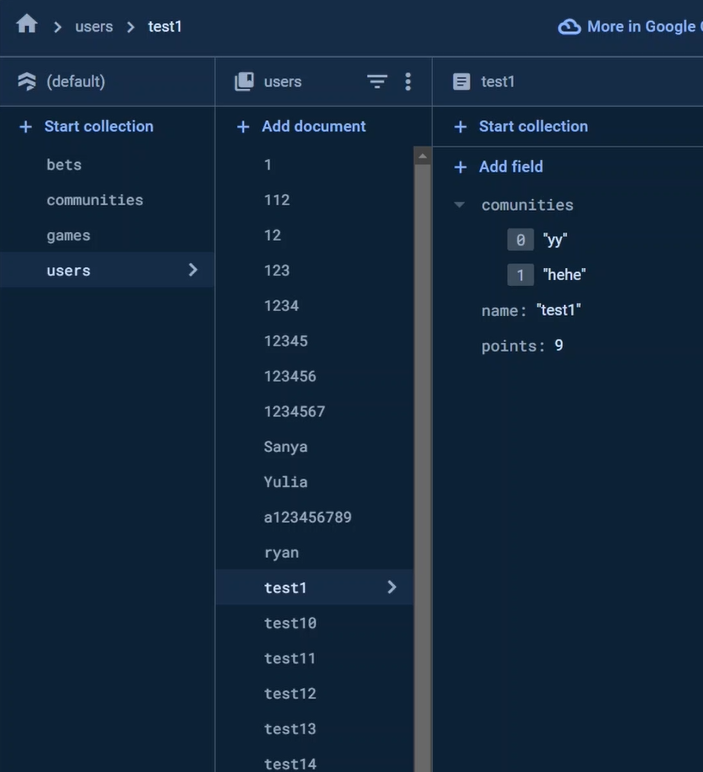 users
test1
More in Google
(default)
Start collection
bets
communities
games
users
users
Add document
1
112
12
123
1234
12345
123456
1234567
Sanya
Yulia
a123456789
ryan
test1
test10
test11
test12
test13
test14
test1
Start collection
Add field
comunities
0 "yy"
1 "hehe"
name: "test1"
points: 9